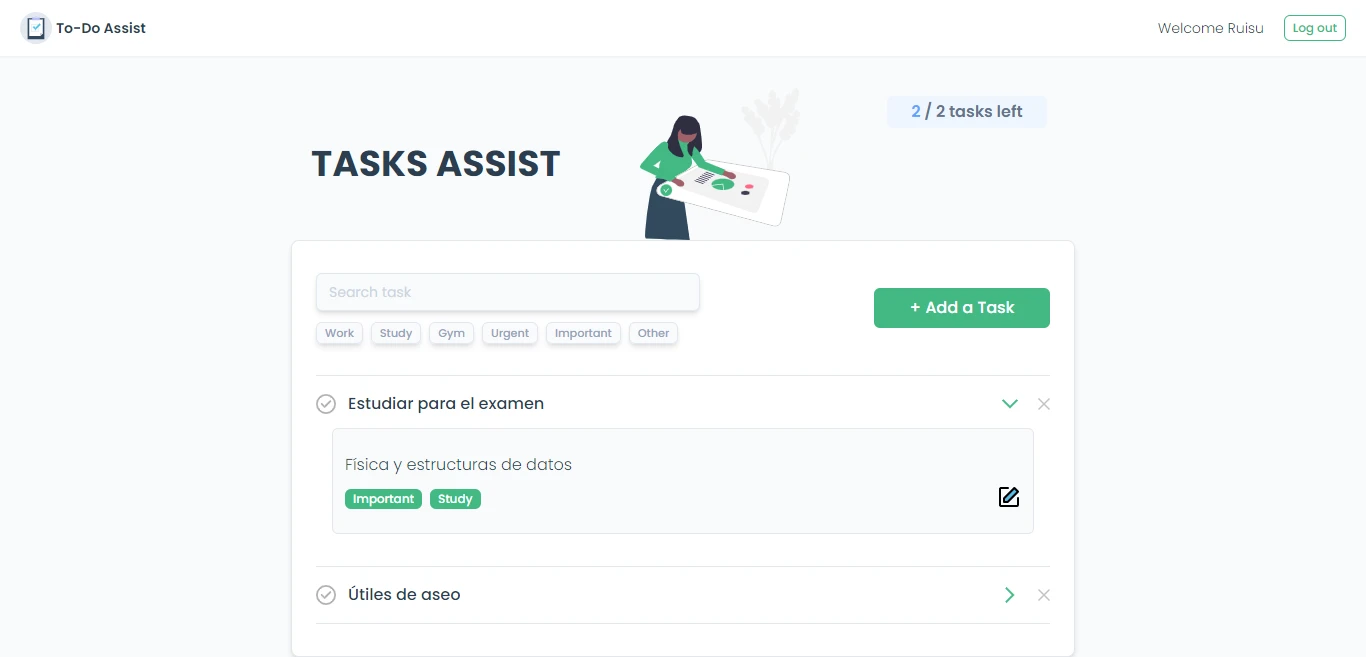 To-Do Assist
Welcome Ruisu
Log out
2 / 2 tasks left
TASKS ASSIST
Search task
+ Add a Task
Work Study Gym Urgent Important Other
Estudiar para el examen
Física y estructuras de datos
Important Study
Útiles de aseo